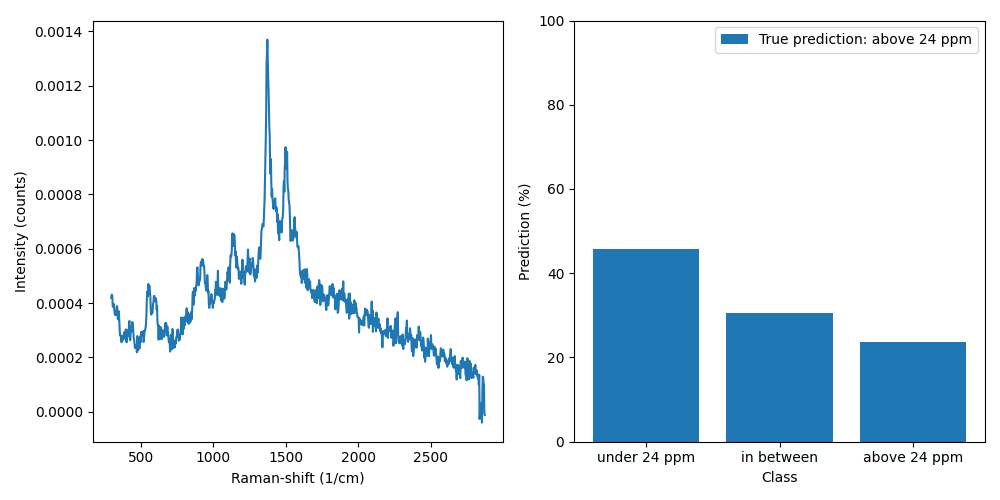 0.0014
0.0012
0.0010
0.0008
0.0006
0.0004
0.0002
0.0000
Intensity (counts)
500 1000 1500 2000 2500
Raman-shift (1/cm)
100
80
60
40
20
0
Prediction (%)
True prediction: above 24 ppm
under 24 ppm in between above 24 ppm
Class